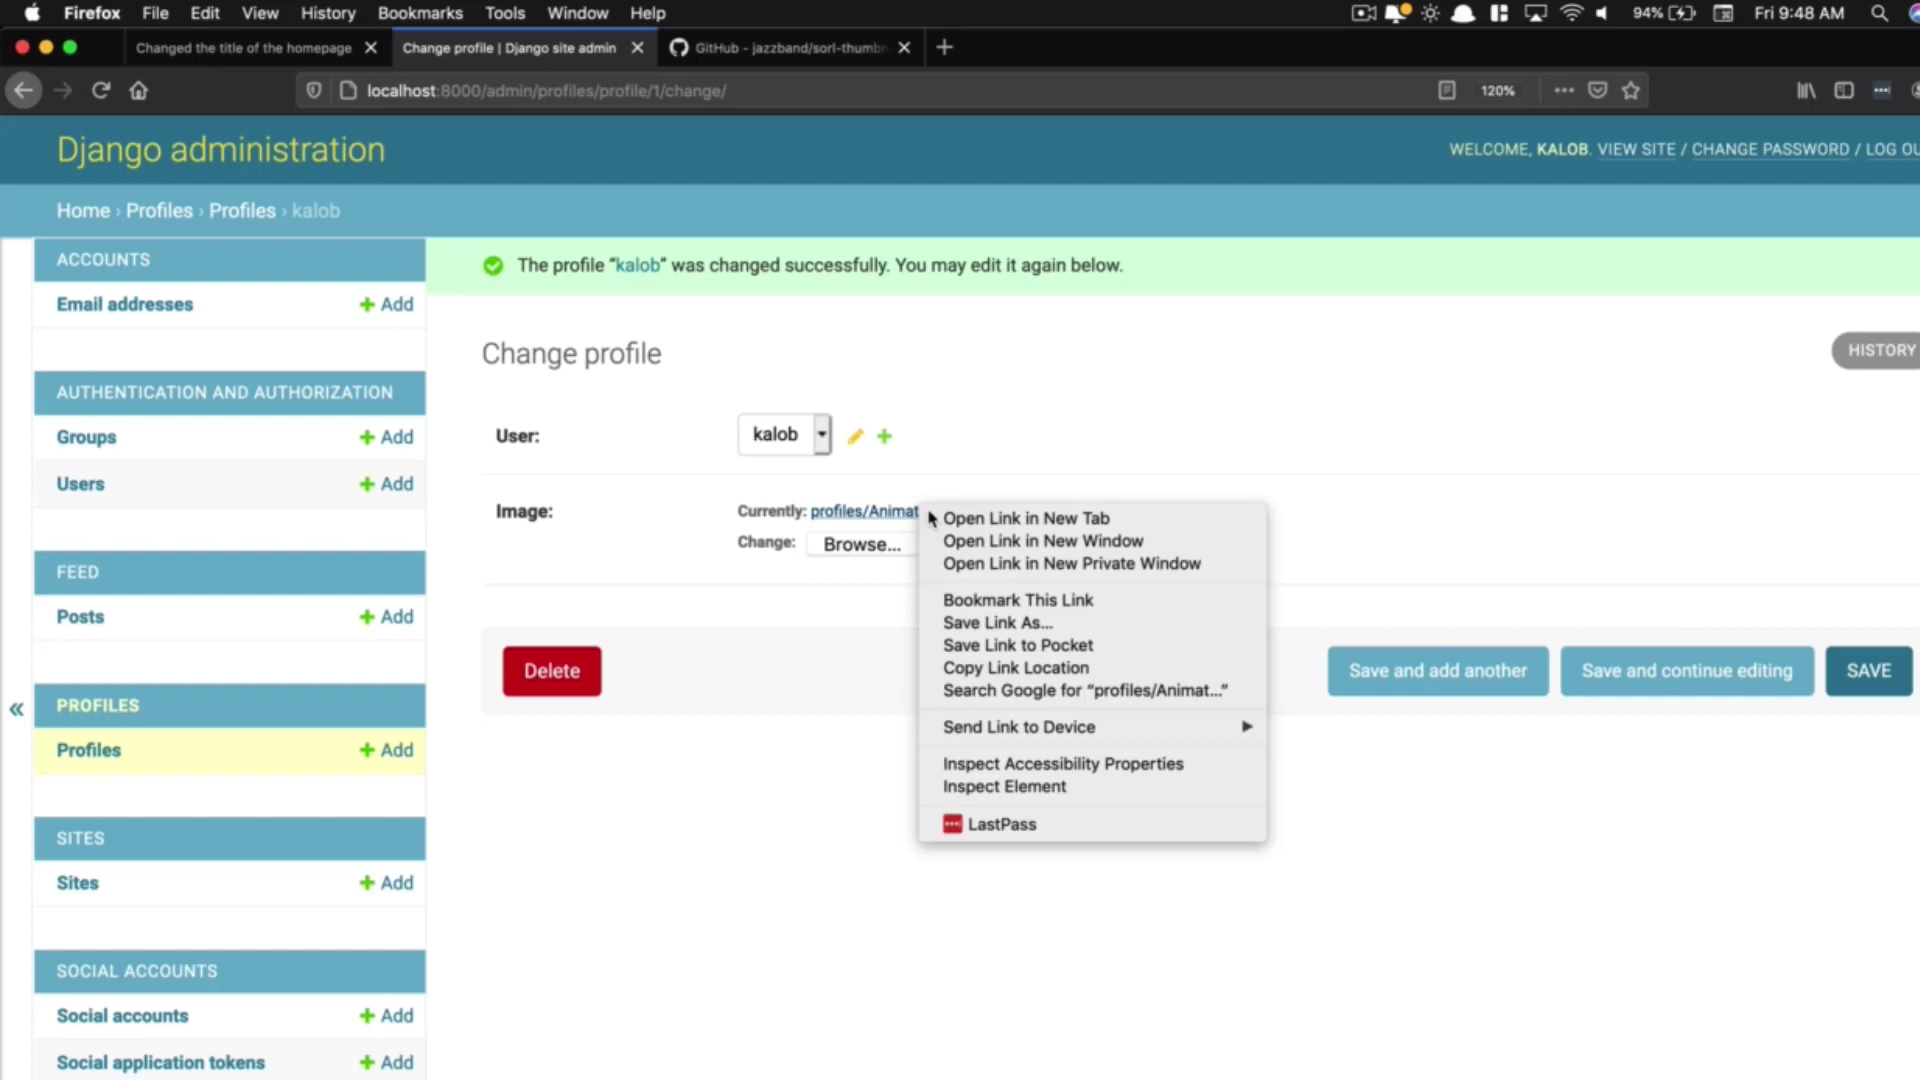 Firefox File Edit View History Bookmarks Tools Window Help 94% Fri 9:48 AM
Changed the title of the homepage Change profile | Django site admin GitHub - jazzband/sorl-thumbn
localhost:8000/admin/profiles/profile/1/change/ 120%
Django administration
WELCOME, KALOB. VIEW SITE / CHANGE PASSWORD / LOG OU
Home › Profiles › Profiles › kalob
ACCOUNTS
Email addresses + Add
AUTHENTICATION AND AUTHORIZATION
Groups + Add
Users + Add
FEED
Posts + Add
«
PROFILES
Profiles + Add
SITES
Sites + Add
SOCIAL ACCOUNTS
Social accounts + Add
Social application tokens + Add
The profile “kalob” was changed successfully. You may edit it again below.
Change profile
HISTORY
User: kalob
Image: Currently: profiles/Animat
Change: Browse...
Delete
Save and add another Save and continue editing SAVE
Open Link in New Tab
Open Link in New Window
Open Link in New Private Window
Bookmark This Link
Save Link As...
Save Link to Pocket
Copy Link Location
Search Google for “profiles/Animat...”
Send Link to Device
Inspect Accessibility Properties
Inspect Element
LastPass